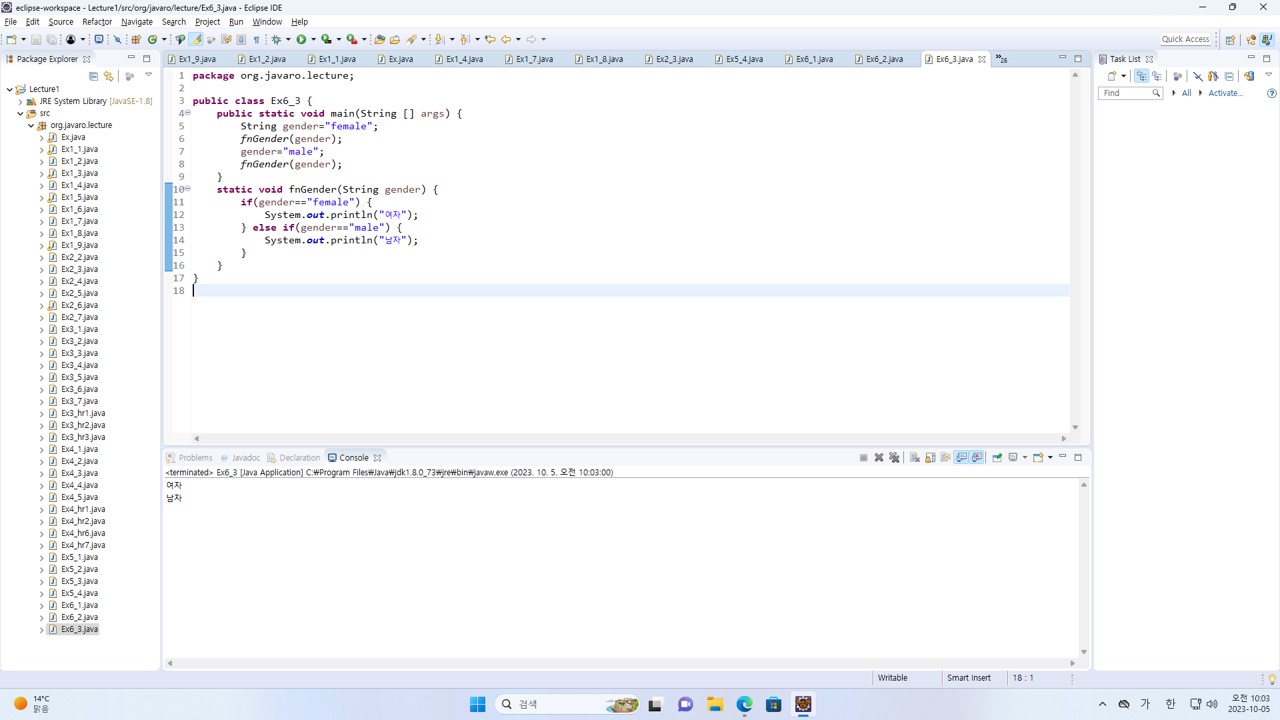 eclipse-workspace - Lecture1/src/org/javaro/lecture/Ex6_3.java - Eclipse IDE
File Edit Source Refactor Navigate Search Project Run Window Help
Quick Access
Package Explorer
Ex1_9.java Ex1_2.java Ex1_1.java Ex.java Ex1_4.java Ex1_7.java Ex1_8.java Ex2_3.java Ex5_4.java Ex6_1.java Ex6_2.java Ex6_3.java »26
Task List
Find All Activate...
Lecture1
JRE System Library [JavaSE-1.8]
src
org.javaro.lecture
Ex.java
Ex1_1.java
Ex1_2.java
Ex1_3.java
Ex1_4.java
Ex1_5.java
Ex1_6.java
Ex1_7.java
Ex1_8.java
Ex1_9.java
Ex2_2.java
Ex2_3.java
Ex2_4.java
Ex2_5.java
Ex2_6.java
Ex2_7.java
Ex3_1.java
Ex3_2.java
Ex3_3.java
Ex3_4.java
Ex3_5.java
Ex3_6.java
Ex3_7.java
Ex3_hr1.java
Ex3_hr2.java
Ex3_hr3.java
Ex4_1.java
Ex4_2.java
Ex4_3.java
Ex4_4.java
Ex4_5.java
Ex4_hr1.java
Ex4_hr2.java
Ex4_hr6.java
Ex4_hr7.java
Ex5_1.java
Ex5_2.java
Ex5_3.java
Ex5_4.java
Ex6_1.java
Ex6_2.java
Ex6_3.java
1 package org.javaro.lecture;
2
3 public class Ex6_3 {
4 public static void main(String [] args) {
5 String gender="female";
6 fnGender(gender);
7 gender="male";
8 fnGender(gender);
9 }
10 static void fnGender(String gender) {
11 if(gender=="female") {
12 System.out.println("여자");
13 } else if(gender=="male") {
14 System.out.println("남자");
15 }
16 }
17 }
18
Problems Javadoc Declaration Console
<terminated> Ex6_3 [Java Application] C:₩Program Files₩Java₩jdk1.8.0_73₩jre₩bin₩javaw.exe (2023. 10. 5. 오전 10:03:00)
여자
남자
Writable Smart Insert 18 : 1
14°C
맑음
검색
가 한
오전 10:03
2023-10-05